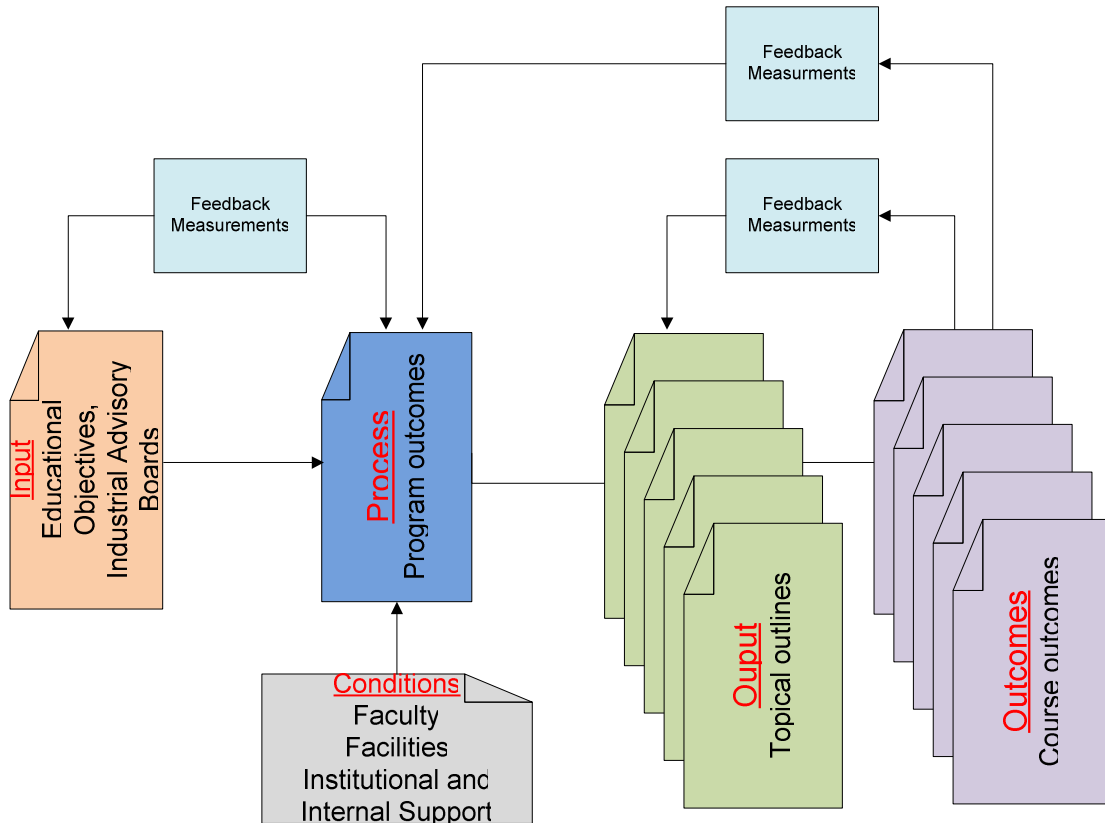 Feedback
Measurments
Feedback
Measurements
Feedback
Measurments
Input
Educational
Objectives,
Industrial Advisory
Boards
Process
Program outcomes
Conditions
Faculty
Facilities
Institutional and
Internal Support
Ouput
Topical outlines
Outcomes
Course outcomes